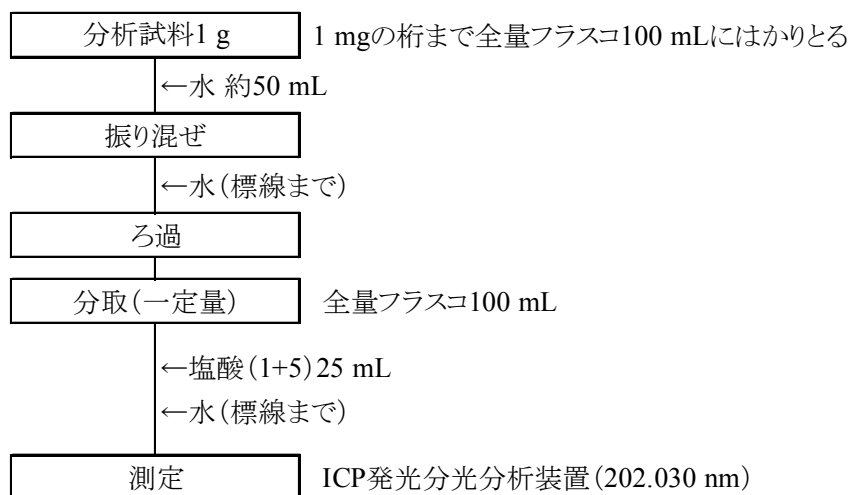 分析試料1 g
1 mgの桁まで全量フラスコ100 mLにはかりとる
←水 約50 mL
振り混ぜ
←水(標線まで)
ろ過
分取(一定量)
全量フラスコ100 mL
←塩酸(1+5)25 mL
←水(標線まで)
測定
ICP発光分光分析装置(202.030 nm)